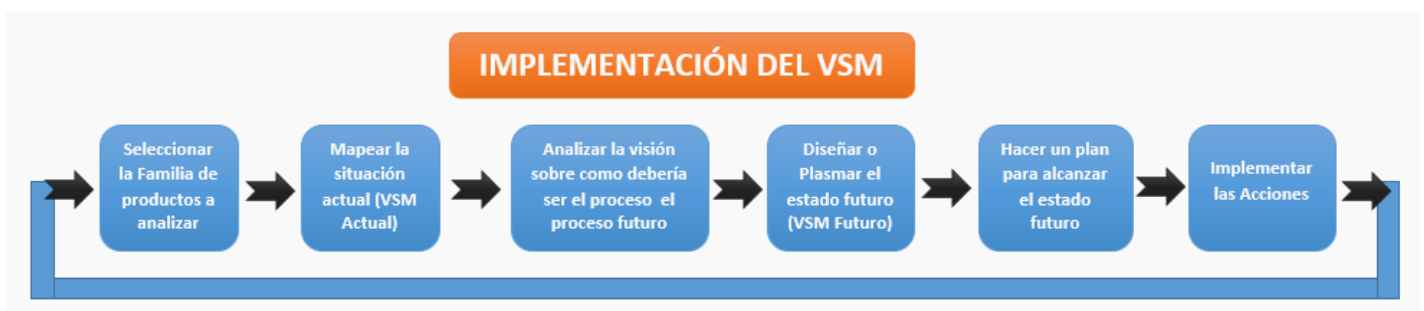 IMPLEMENTACIÓN DEL VSM
Seleccionar
la Familia de
productos a
analizar
Mapear la
situación
actual (VSM
Actual)
Analizar la visión
sobre como debería
ser el proceso el
proceso futuro
Diseñar o
Plasmar el
estado futuro
(VSM Futuro)
Hacer un plan
para alcanzar
el estado
futuro
Implementar
las Acciones